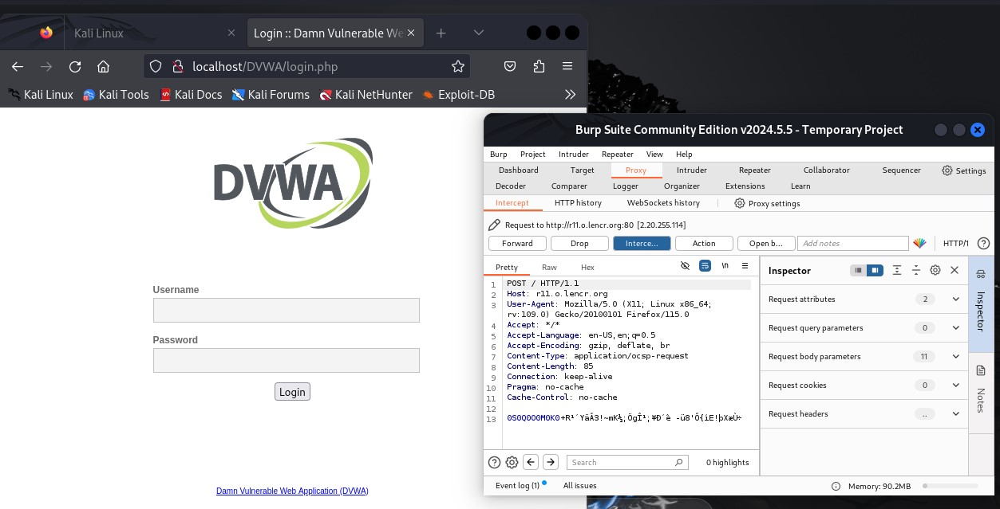 Kali Linux
Login :: Damn Vulnerable We
localhost/DVWA/login.php
Kali Linux Kali Tools Kali Docs Kali Forums Kali NetHunter Exploit-DB
DVWA
Username
Password
Login
Damn Vulnerable Web Application (DVWA)
Burp Suite Community Edition v2024.5.5 - Temporary Project
Burp Project Intruder Repeater View Help
Dashboard Target Proxy Intruder Repeater Collaborator Sequencer Settings
Decoder Comparer Logger Organizer Extensions Learn
Intercept HTTP history WebSockets history Proxy settings
Request to http://r11.o.lencr.org:80 [2.20.255.114]
Forward Drop Interce... Action Open b... Add notes HTTP/1
Pretty Raw Hex \n
1 POST / HTTP/1.1
2 Host: r11.o.lencr.org
3 User-Agent: Mozilla/5.0 (X11; Linux x86_64;
rv:109.0) Gecko/20100101 Firefox/115.0
4 Accept: */*
5 Accept-Language: en-US,en;q=0.5
6 Accept-Encoding: gzip, deflate, br
7 Content-Type: application/ocsp-request
8 Content-Length: 85
9 Connection: keep-alive
10 Pragma: no-cache
11 Cache-Control: no-cache
12
13 0S0Q0O0M0K0+R¹´YäÅ3!~mK½;ÖgÎ¹;¥Ð´
Search 0 highlights
Inspector
Request attributes 2
Request query parameters 0
Request body parameters 11
Request cookies 0
Request headers ..
Inspector
Notes
Event log (1) All issues
Memory: 90.2MB